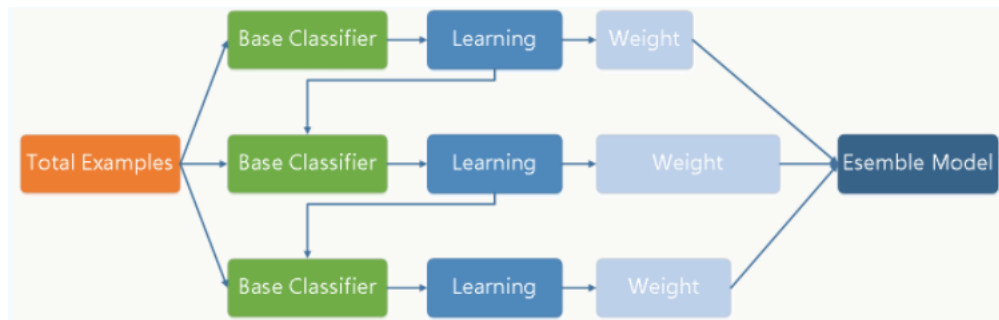 Base Classifier
Learning
Weight
Total Examples
Base Classifier
Learning
Weight
Esemble Model
Base Classifier
Learning
Weight